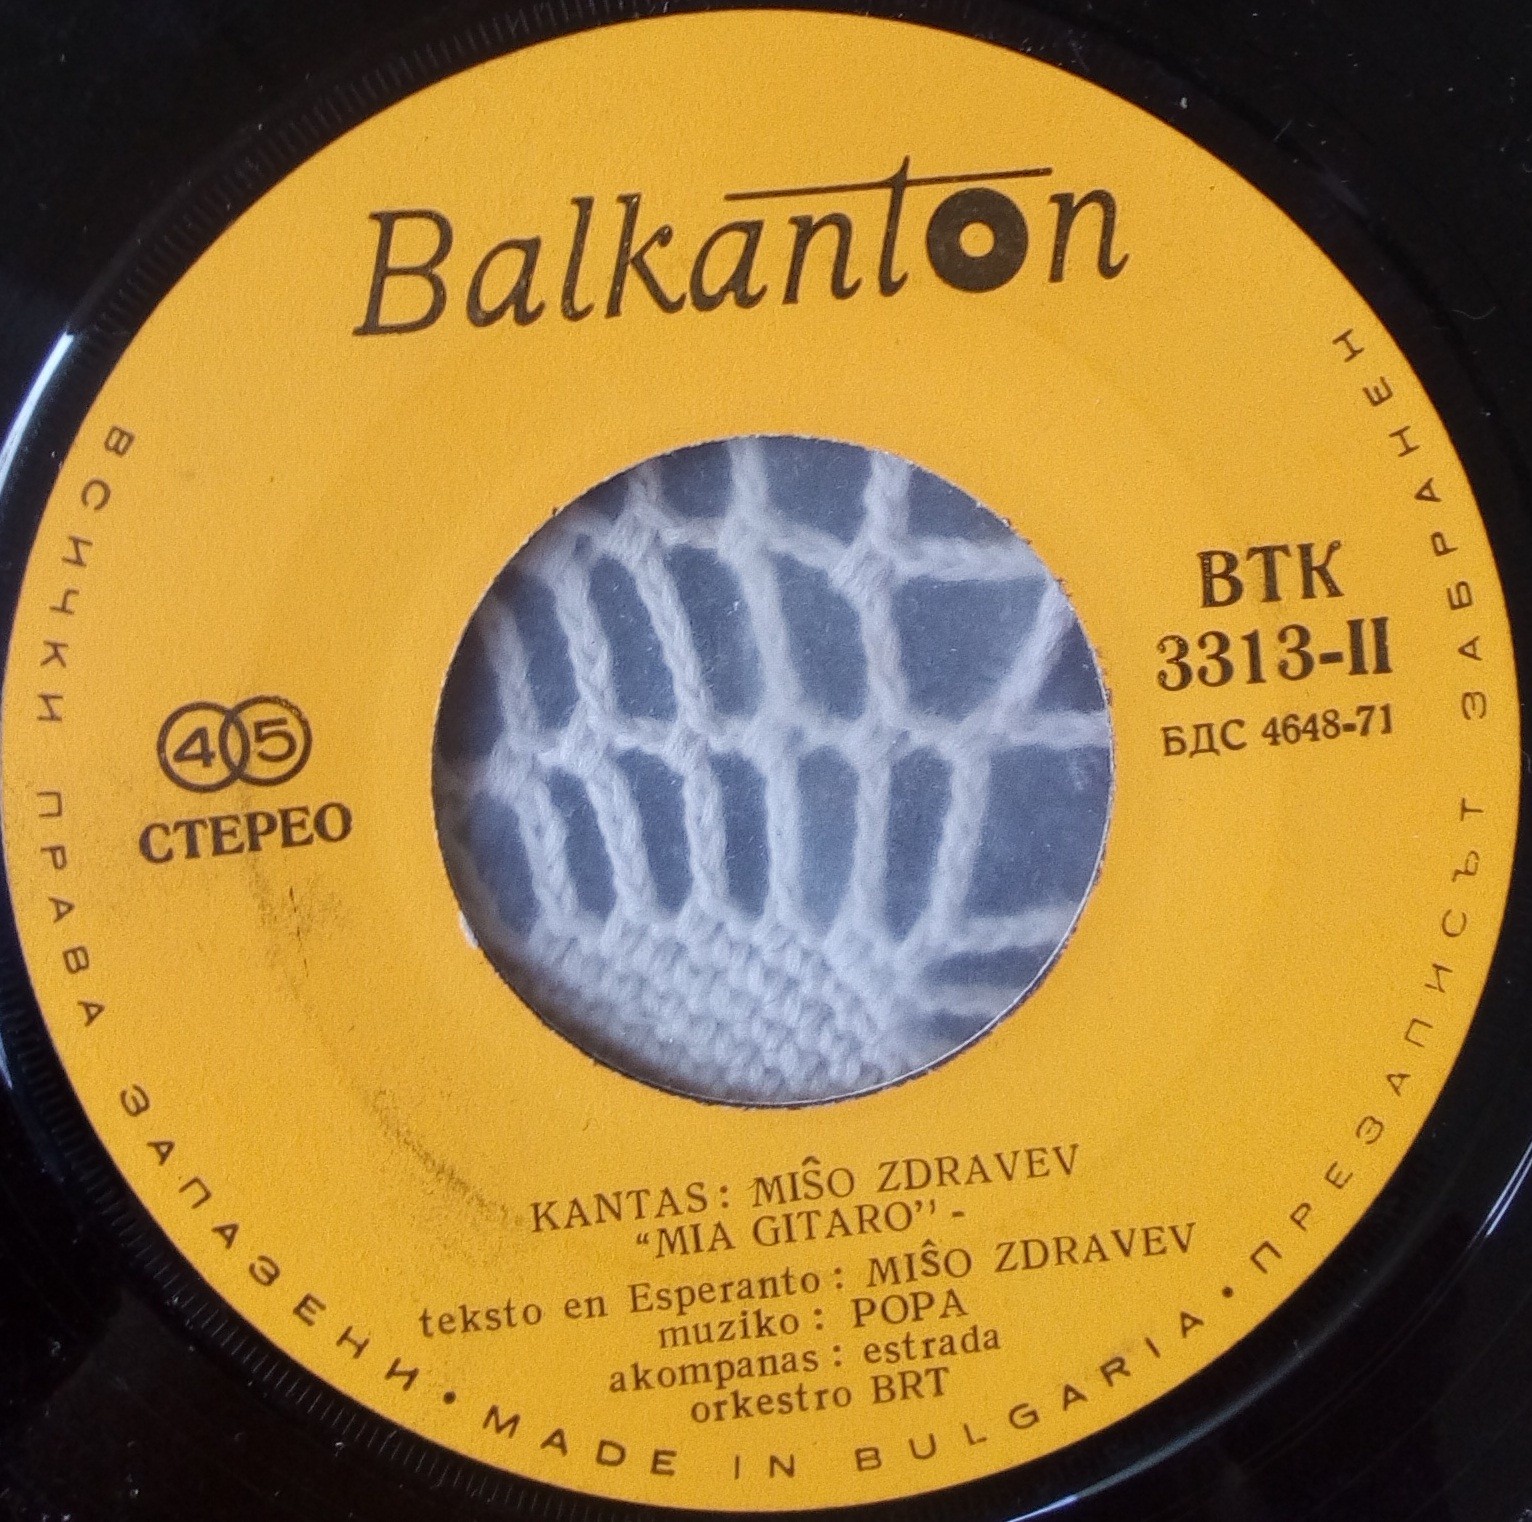 Balkanton
ВСИЧКИ ПРАВА ЗАПАЗЕНИ • MADE IN BULGARIA • ПРЕЗАПИСЪТ ЗАБРАНЕН
45
СТЕРЕО
ВТК
3313-II
БДС 4648-71
KANTAS: MIŜO ZDRAVEV
“MIA GITARO” -
teksto en Esperanto: MIŜO ZDRAVEV
muziko: POPA
akompanas: estrada
orkestro BRT